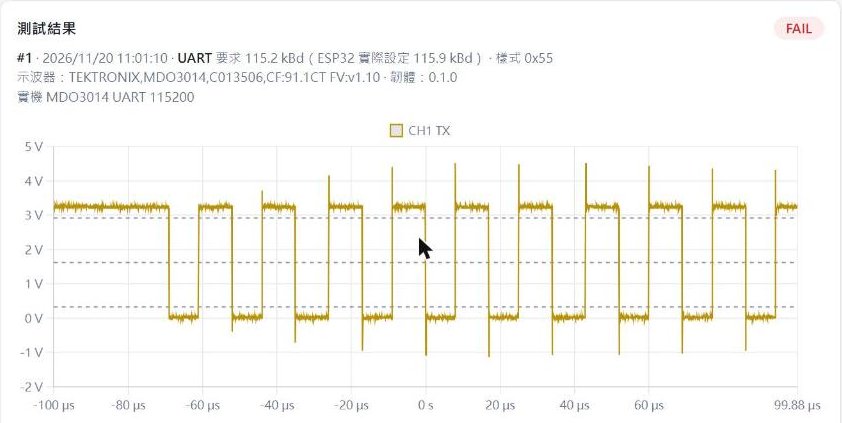 測試結果
FAIL
#1 · 2026/11/20 11:01:10 · UART 要求 115.2 kBd（ESP32 實際設定 115.9 kBd）· 樣式 0x55
示波器：TEKTRONIX,MDO3014,C013506,CF:91.1CT FV:v1.10 · 韌體：0.1.0
實機 MDO3014 UART 115200
CH1 TX
5 V
4 V
3 V
2 V
1 V
0 V
-1 V
-2 V
-100 µs -80 µs -60 µs -40 µs -20 µs 0 s 20 µs 40 µs 60 µs 99.88 µs